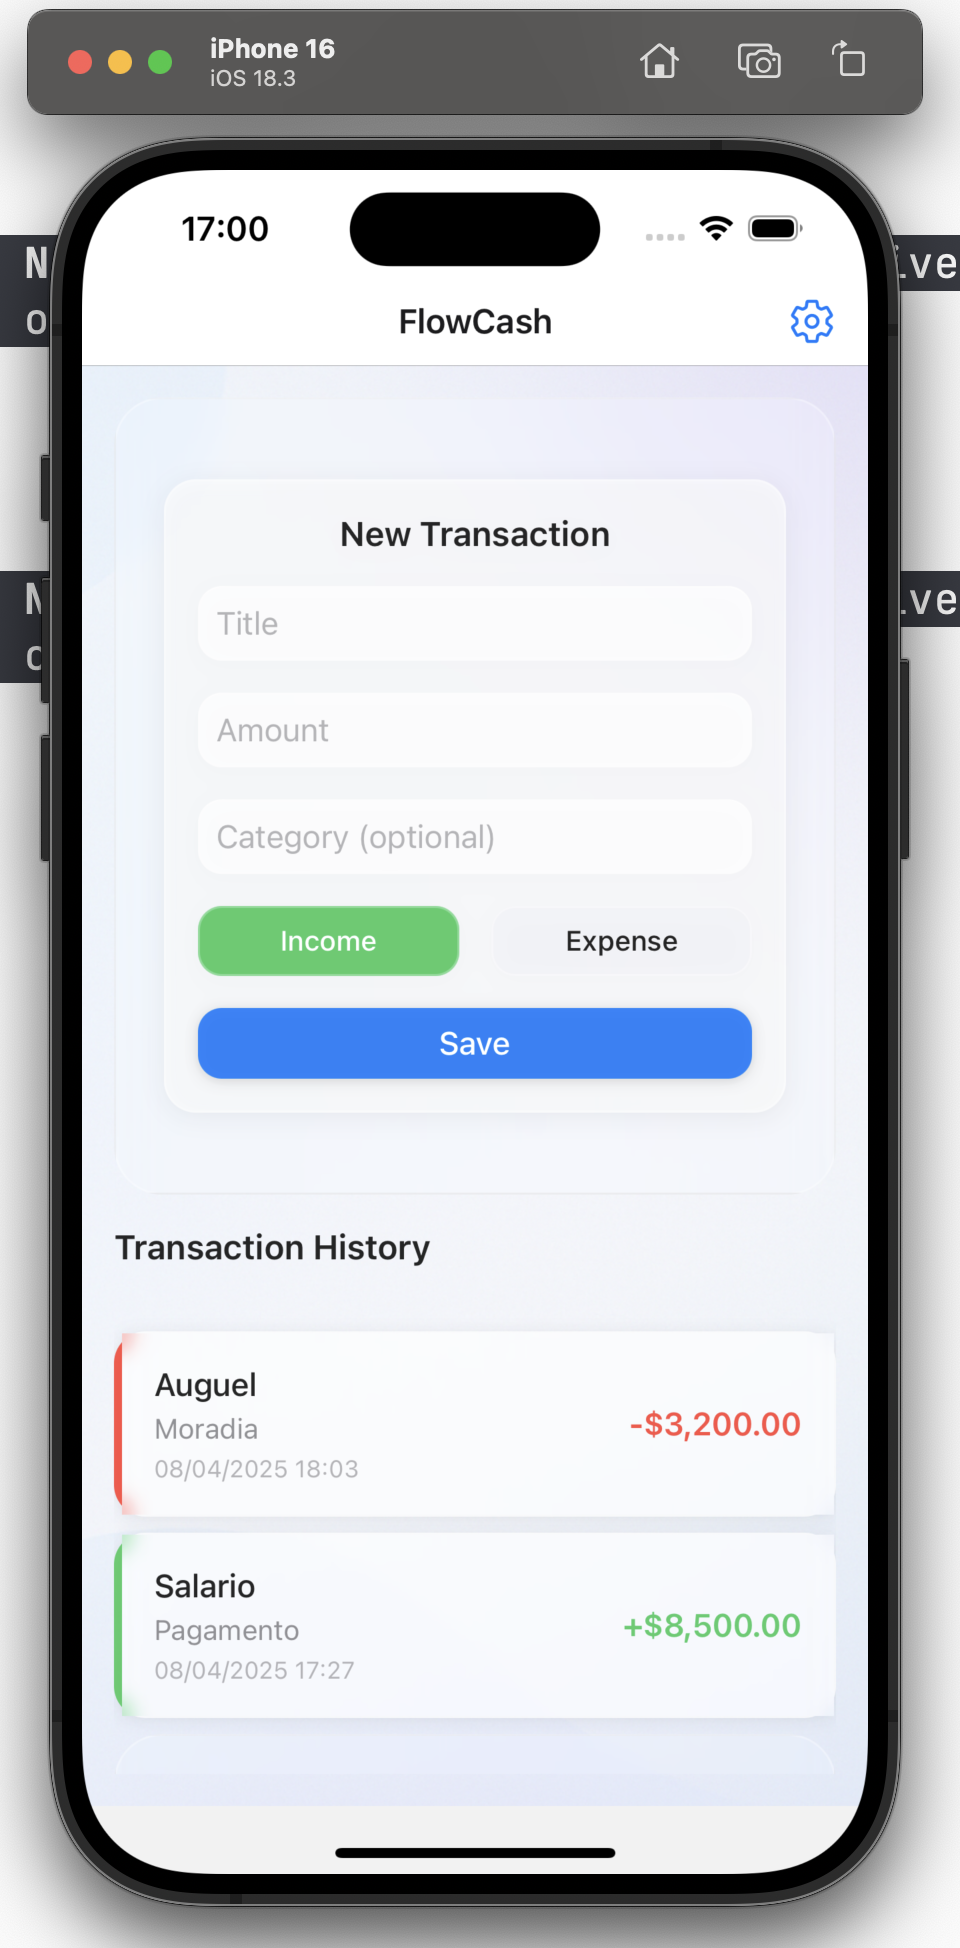 iPhone 16
iOS 18.3
17:00
FlowCash
New Transaction
Title
Amount
Category (optional)
Income
Expense
Save
Transaction History
Auguel
Moradia
08/04/2025 18:03
-$3,200.00
Salario
Pagamento
08/04/2025 17:27
+$8,500.00